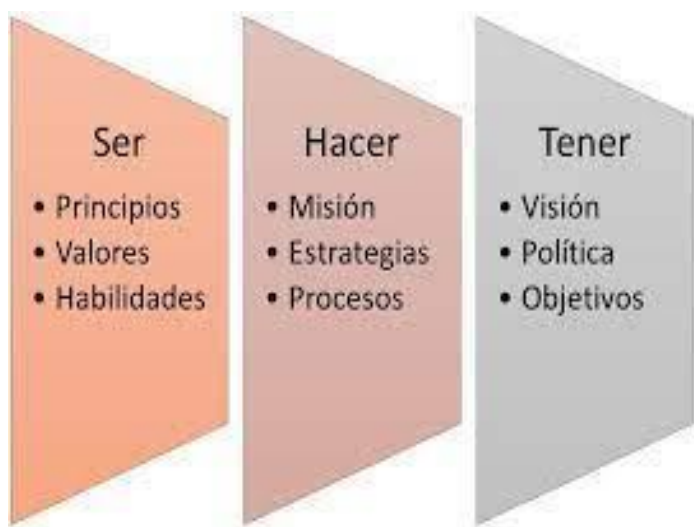 Ser
• Principios
• Valores
• Habilidades
Hacer
• Misión
• Estrategias
• Procesos
Tener
• Visión
• Política
• Objetivos